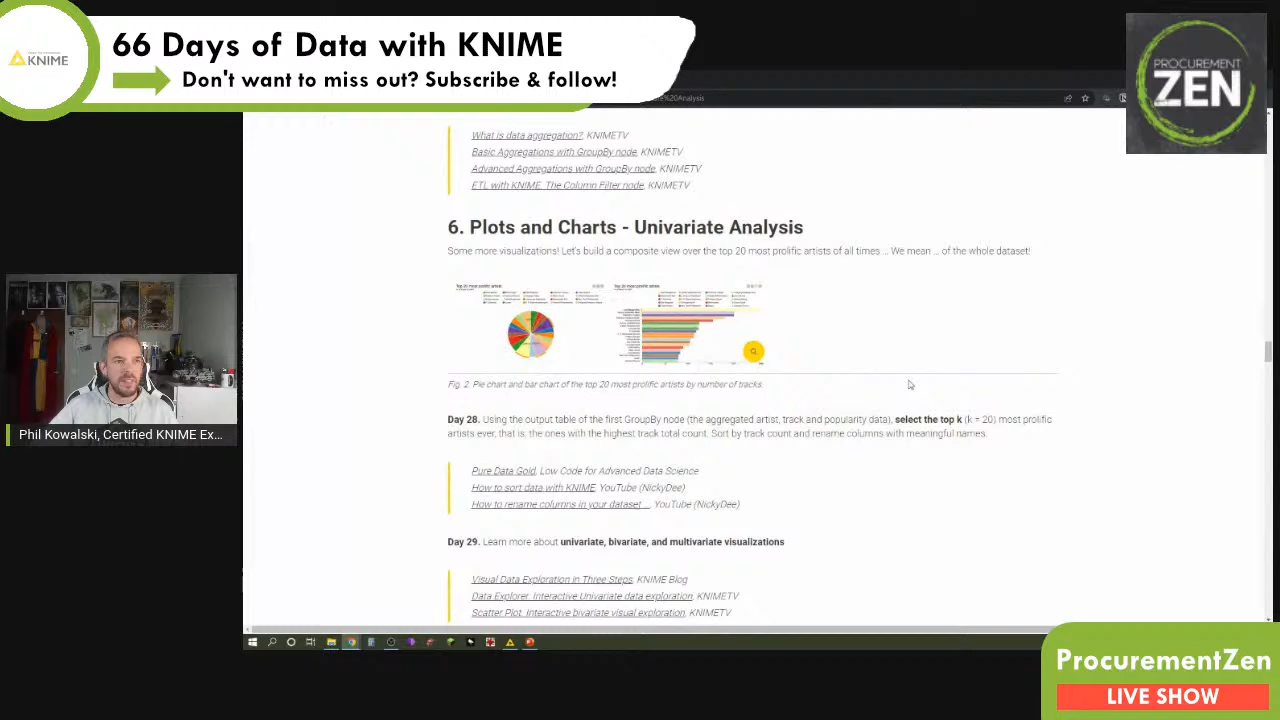 66 Days of Data with KNIME
Don't want to miss out? Subscribe & follow!
KNIME
PROCUREMENT
ZEN
What is data aggregation?, KNIMETV
Basic Aggregations with GroupBy node, KNIMETV
Advanced Aggregations with GroupBy node, KNIMETV
ETL with KNIME. The Column Filter node, KNIMETV
6. Plots and Charts - Univariate Analysis
Some more visualizations! Let's build a composite view over the top 20 most prolific artists of all times ... We mean ... of the whole dataset!
Top 20 most prolific artists
Top 20 most prolific artists
Fig. 2. Pie chart and bar chart of the top 20 most prolific artists by number of tracks.
Day 28. Using the output table of the first GroupBy node (the aggregated artist, track and popularity data), select the top k (k = 20) most prolific
artists ever, that is, the ones with the highest track total count. Sort by track count and rename columns with meaningful names.
Pure Data Gold, Low Code for Advanced Data Science
How to sort data with KNIME, YouTube (NickyDee)
How to rename columns in your dataset ..., YouTube (NickyDee)
Day 29. Learn more about univariate, bivariate, and multivariate visualizations
Visual Data Exploration in Three Steps, KNIME Blog
Data Explorer. Interactive Univariate data exploration, KNIMETV
Scatter Plot. Interactive bivariate visual exploration, KNIMETV
Phil Kowalski, Certified KNIME Ex...
ProcurementZen
LIVE SHOW